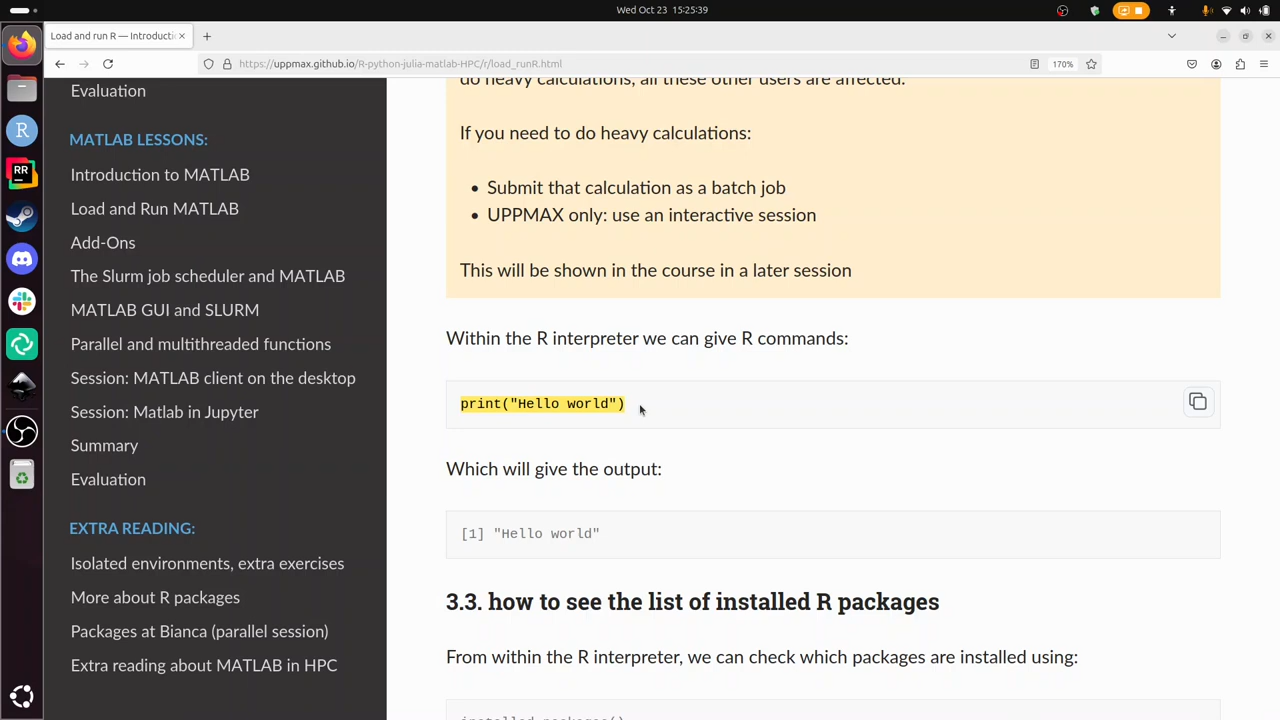 Wed Oct 23 15:25:39
Load and run R — Introducti
https://uppmax.github.io/R-python-julia-matlab-HPC/r/load_runR.html
170%
Evaluation
MATLAB LESSONS:
Introduction to MATLAB
Load and Run MATLAB
Add-Ons
The Slurm job scheduler and MATLAB
MATLAB GUI and SLURM
Parallel and multithreaded functions
Session: MATLAB client on the desktop
Session: Matlab in Jupyter
Summary
Evaluation
EXTRA READING:
Isolated environments, extra exercises
More about R packages
Packages at Bianca (parallel session)
Extra reading about MATLAB in HPC
do heavy calculations, all these other users are affected.
If you need to do heavy calculations:
• Submit that calculation as a batch job
• UPPMAX only: use an interactive session
This will be shown in the course in a later session
Within the R interpreter we can give R commands:
print("Hello world")
Which will give the output:
[1] "Hello world"
3.3. how to see the list of installed R packages
From within the R interpreter, we can check which packages are installed using:
installed.packages()
R
RR